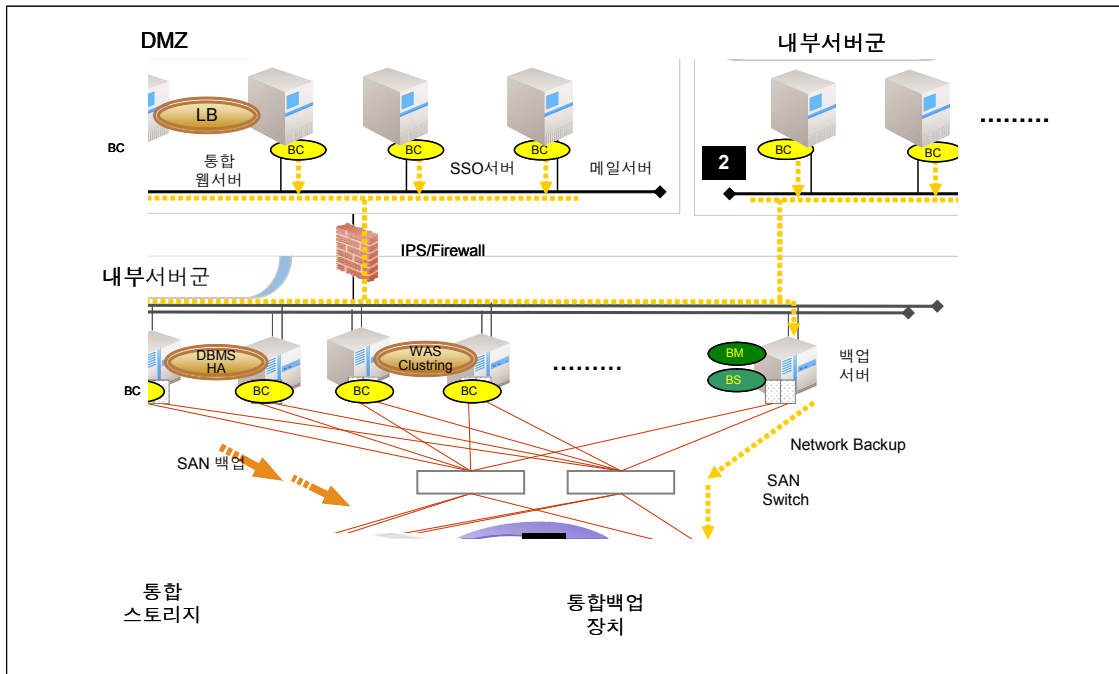 DMZ
내부서버군
LB
BC
BC
BC
BC
BC
BC
통합
웹서버
SSO서버
메일서버
2
.........
IPS/Firewall
내부서버군
DBMS
HA
WAS
Clustring
.........
BM
BS
백업
서버
BC
BC
BC
BC
Network Backup
SAN 백업
SAN
Switch
통합
스토리지
통합백업
장치